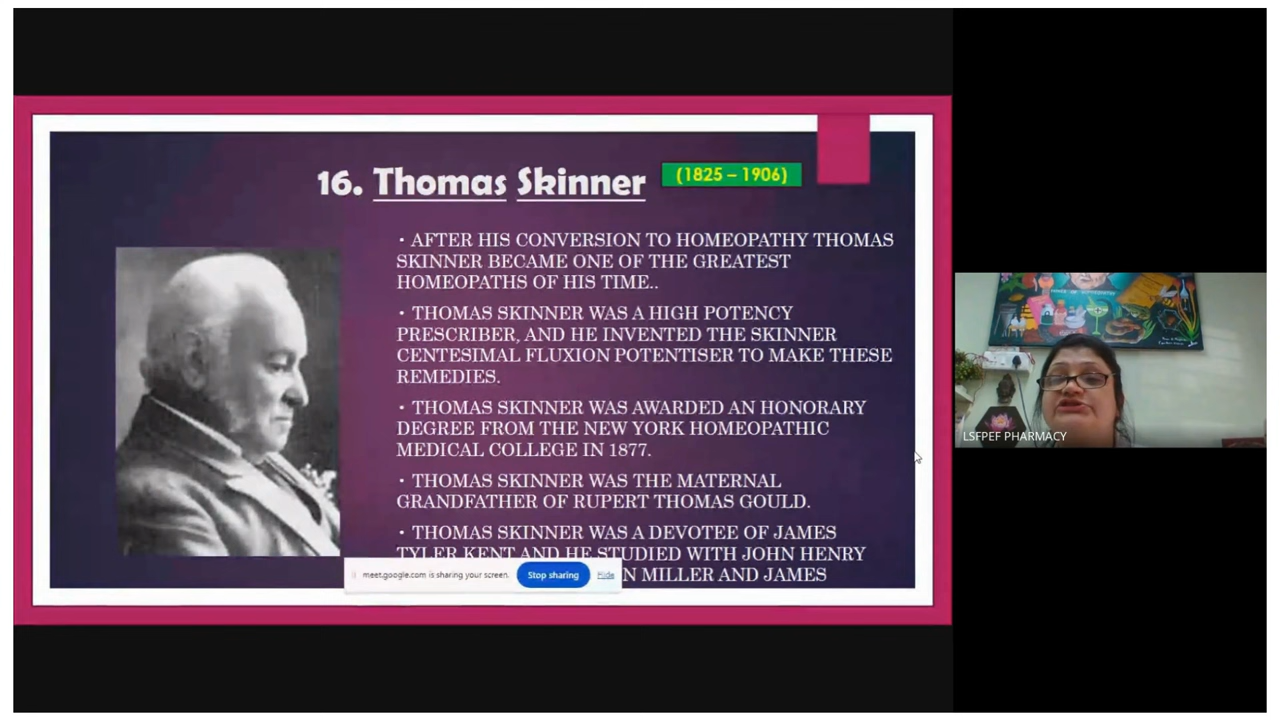 16. Thomas Skinner (1825 – 1906)
• AFTER HIS CONVERSION TO HOMEOPATHY THOMAS
SKINNER BECAME ONE OF THE GREATEST
HOMEOPATHS OF HIS TIME..
• THOMAS SKINNER WAS A HIGH POTENCY
PRESCRIBER, AND HE INVENTED THE SKINNER
CENTESIMAL FLUXION POTENTISER TO MAKE THESE
REMEDIES.
• THOMAS SKINNER WAS AWARDED AN HONORARY
DEGREE FROM THE NEW YORK HOMEOPATHIC
MEDICAL COLLEGE IN 1877.
• THOMAS SKINNER WAS THE MATERNAL
GRANDFATHER OF RUPERT THOMAS GOULD.
• THOMAS SKINNER WAS A DEVOTEE OF JAMES
TYLER KENT AND HE STUDIED WITH JOHN HENRY
N MILLER AND JAMES
meet.google.com is sharing your screen. Stop sharing Hide
LSFPEF PHARMACY